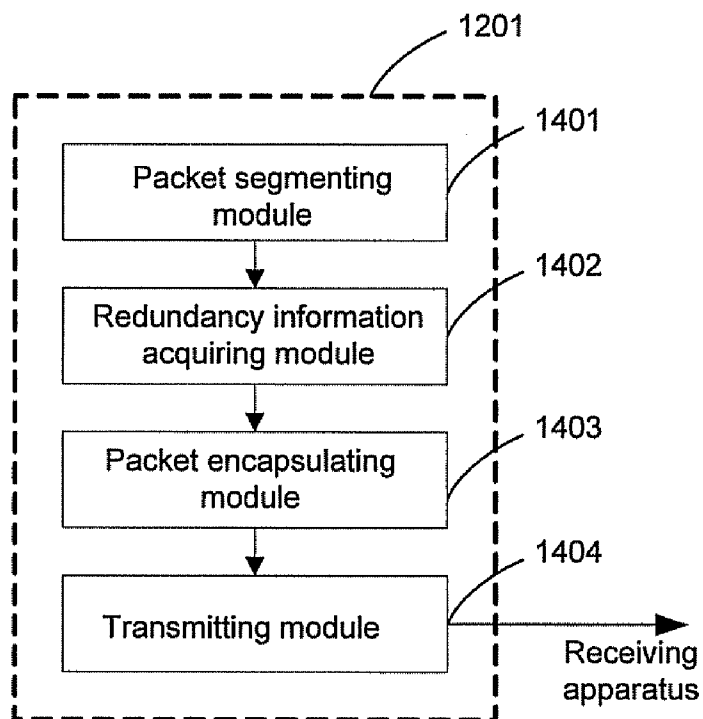 1201
1401
Packet segmenting
module
1402
Redundancy information
acquiring module
1403
Packet encapsulating
module
1404
Transmitting module
Receiving
apparatus